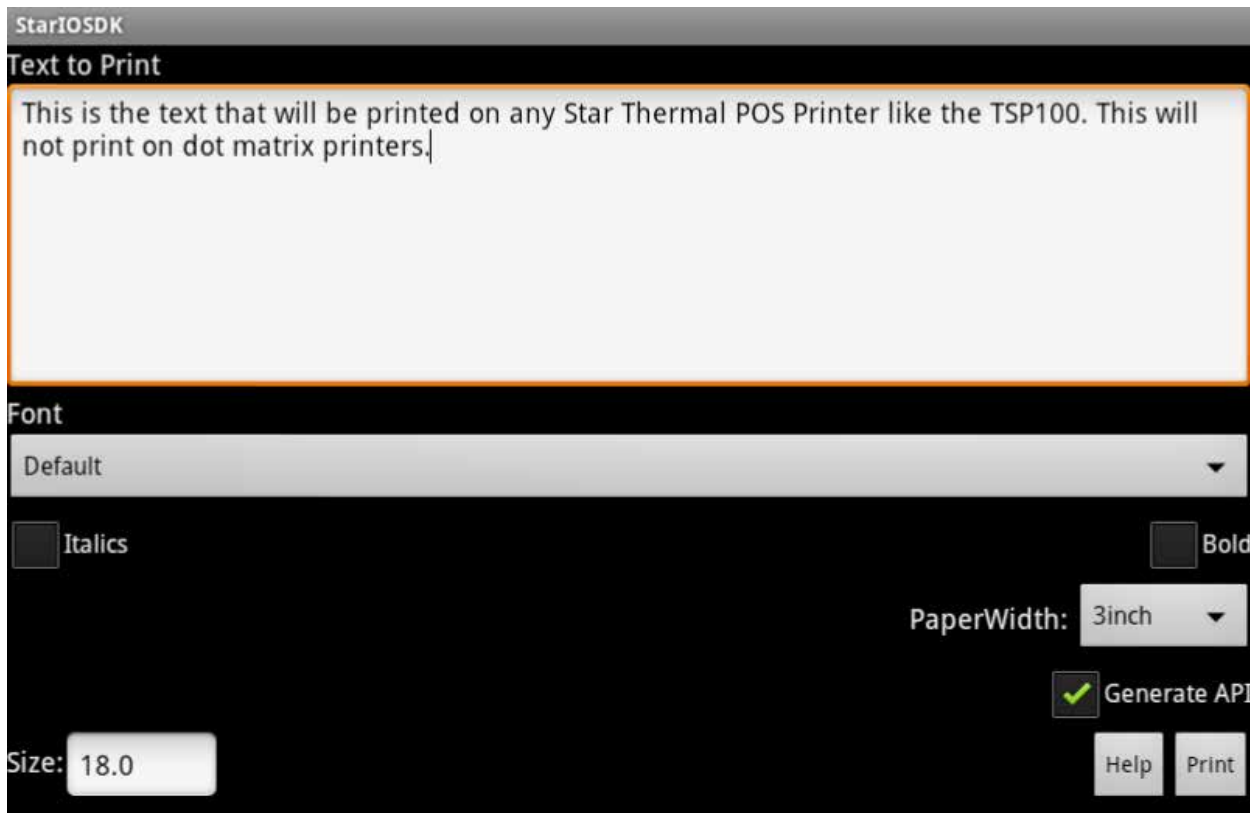 StarIOSDK
Text to Print
This is the text that will be printed on any Star Thermal POS Printer like the TSP100. This will
not print on dot matrix printers.
Font
Default
Italics
Bold
PaperWidth: 3inch
Generate API
Size: 18.0
Help
Print